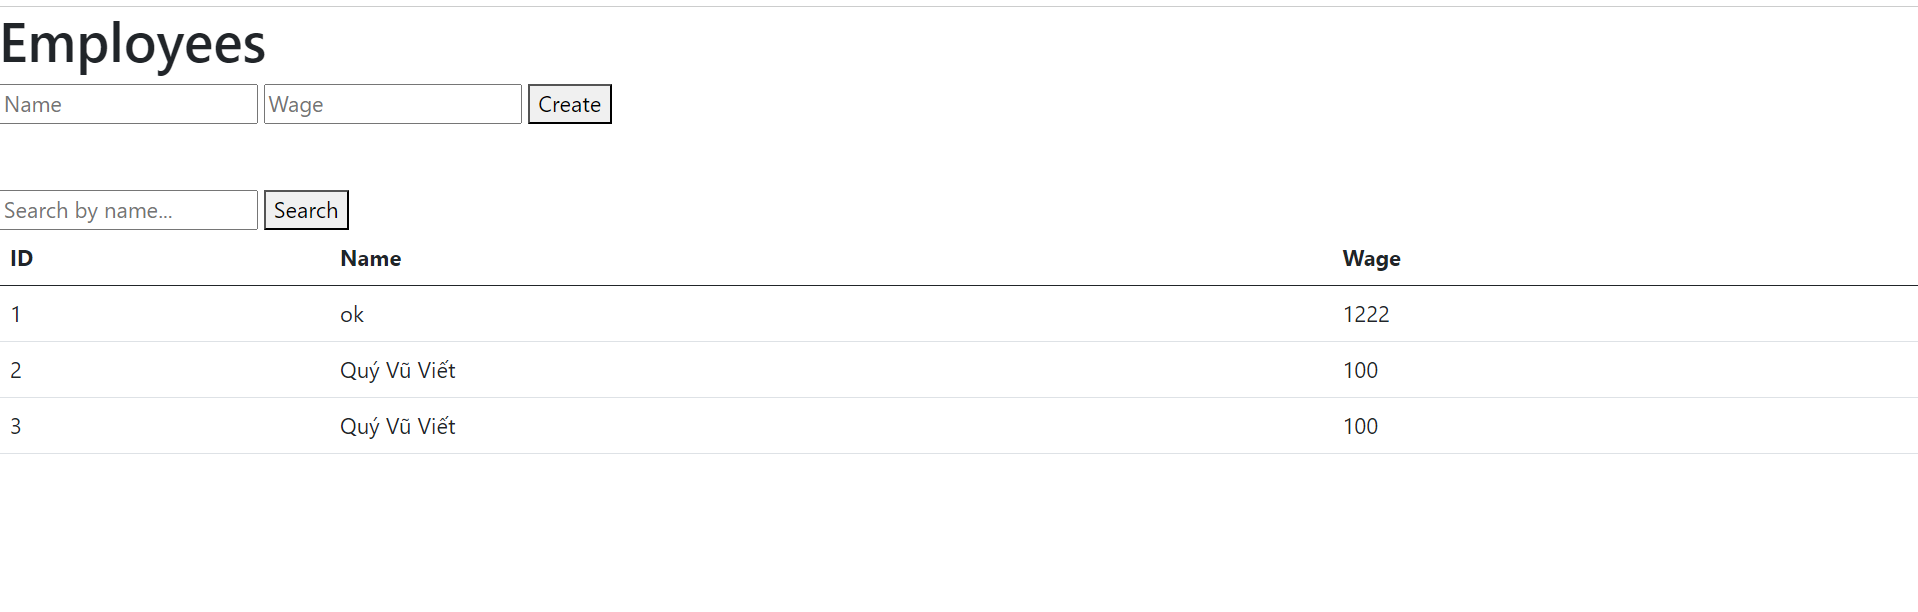 Employees
Name Wage Create
Search by name... Search
ID Name Wage
1 ok 1222
2 Quý Vũ Viết 100
3 Quý Vũ Viết 100